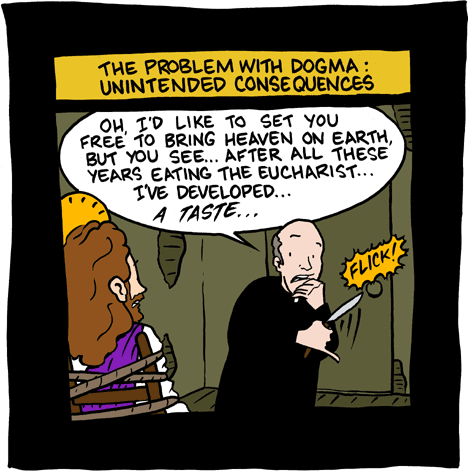 THE PROBLEM WITH DOGMA:
UNINTENDED CONSEQUENCES
OH, I'D LIKE TO SET YOU
FREE TO BRING HEAVEN ON EARTH,
BUT YOU SEE... AFTER ALL THESE
YEARS EATING THE EUCHARIST...
I'VE DEVELOPED...
A TASTE...
FLICK!